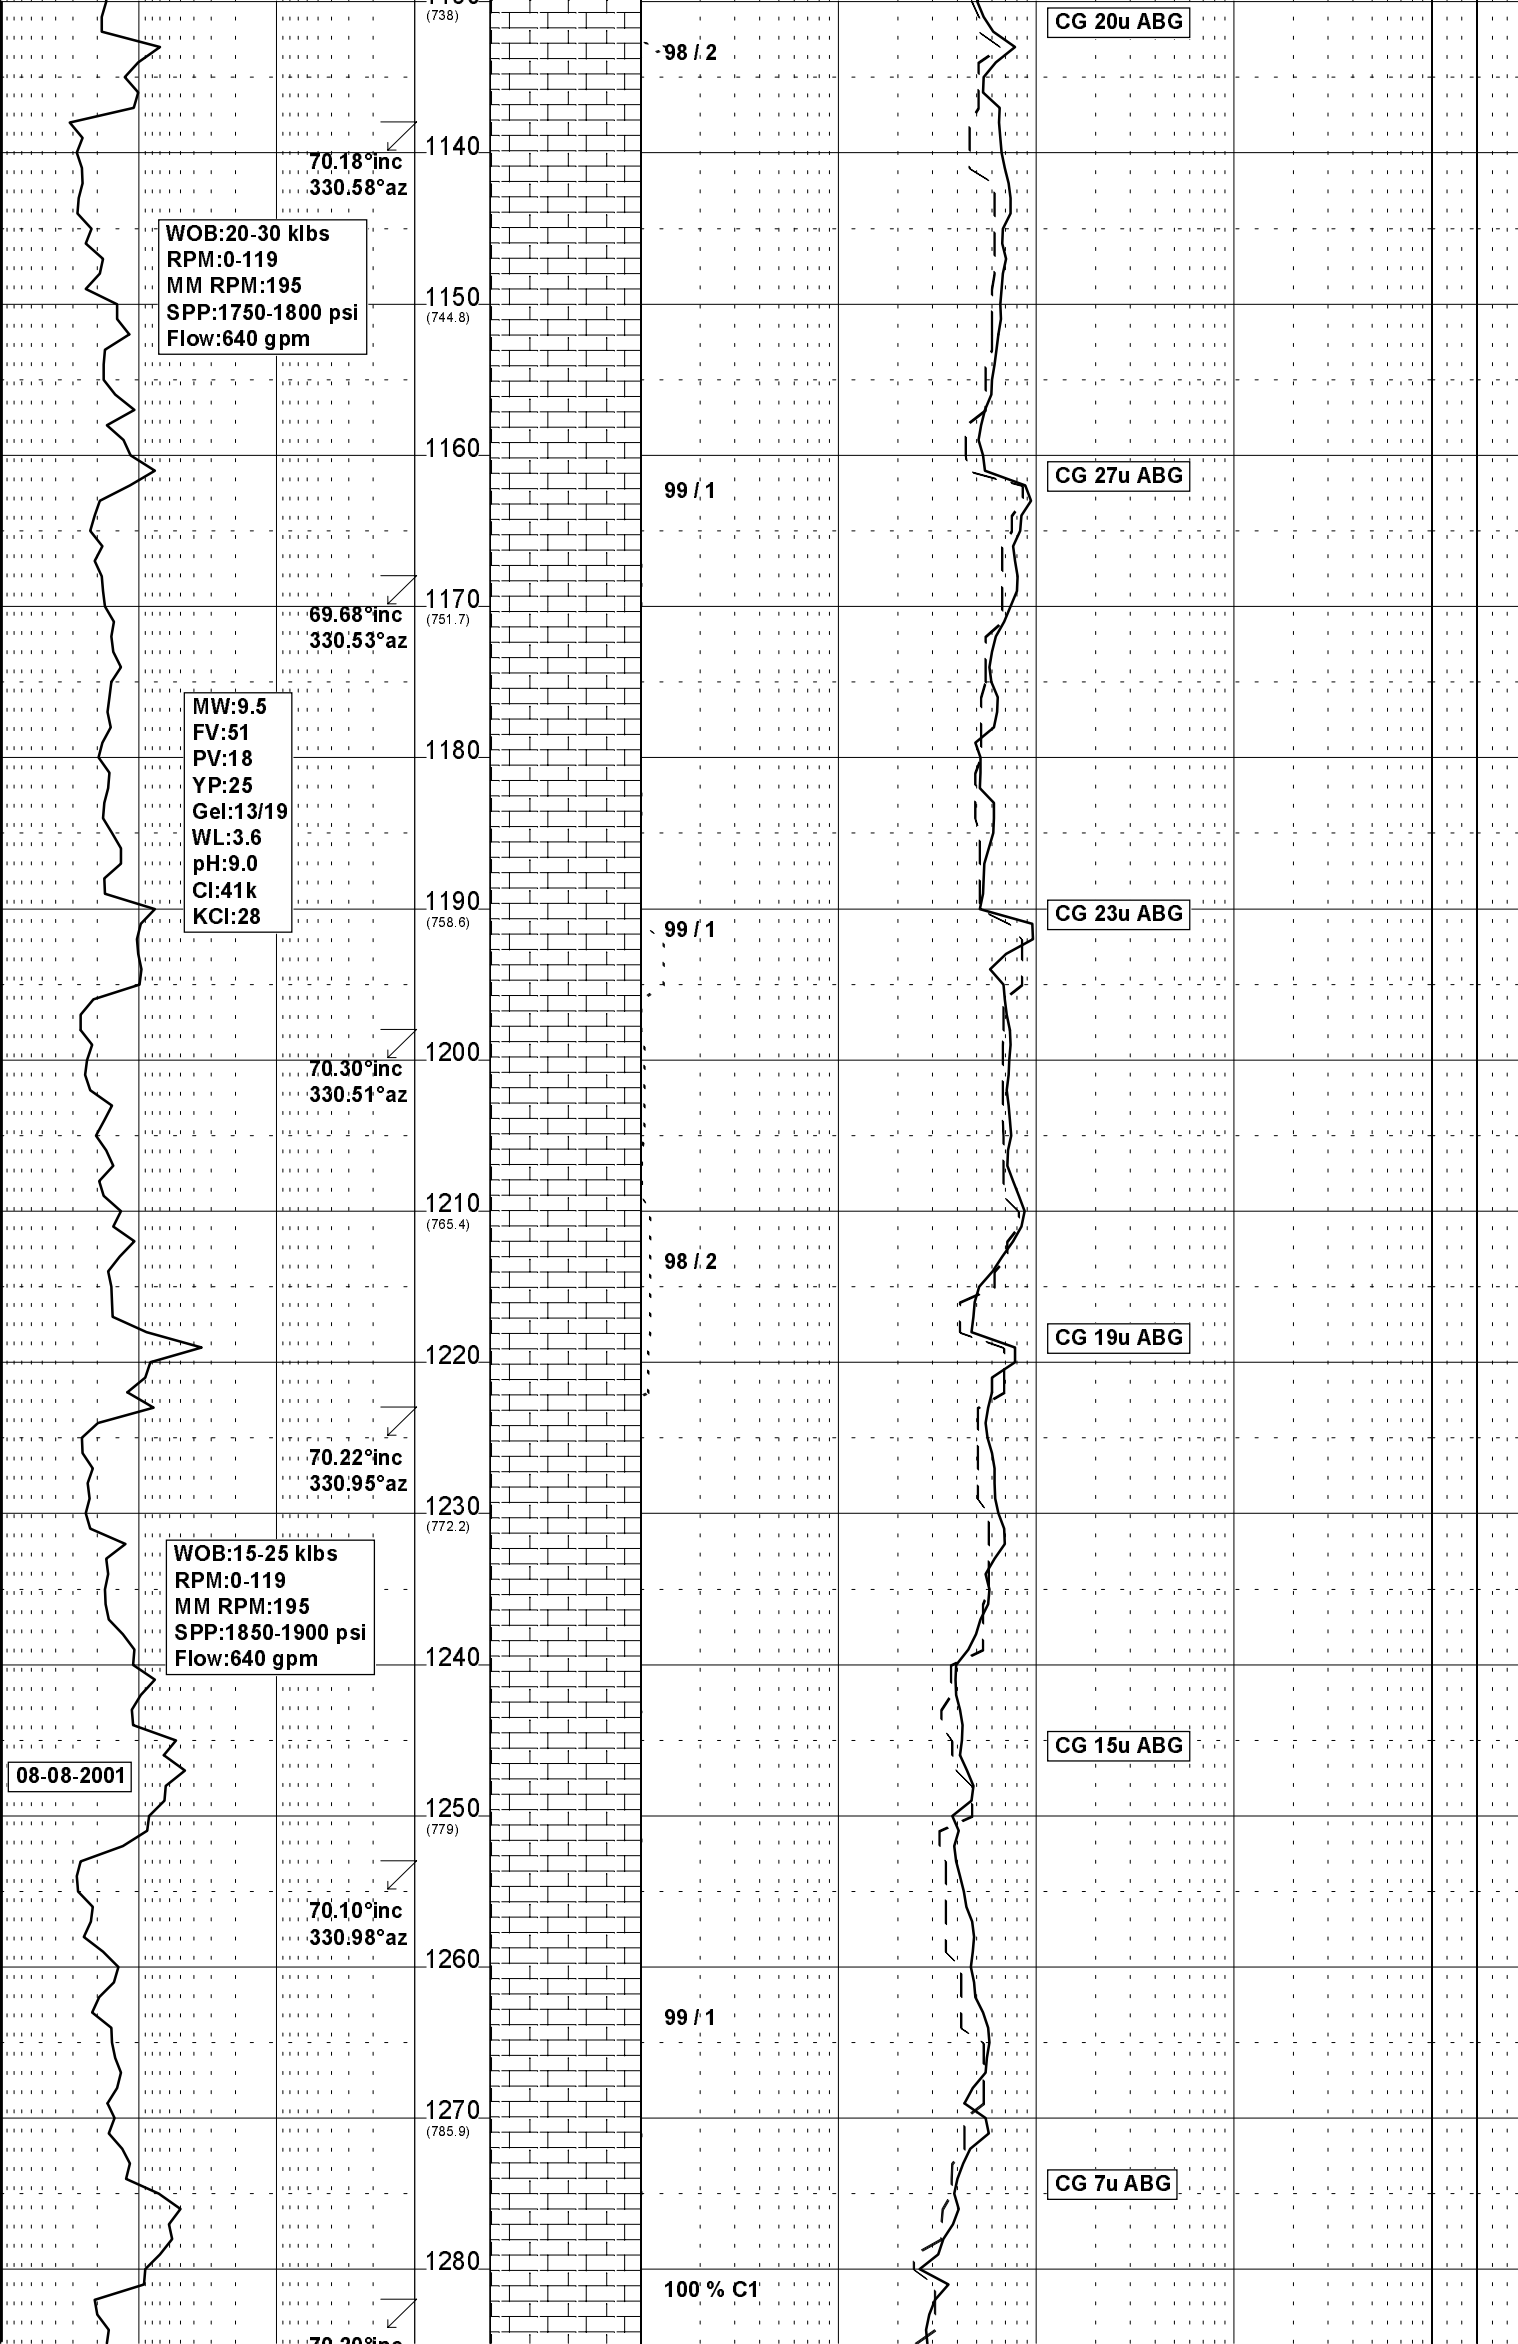 (738)
CG 20u ABG
98 / 2
1140
70.18°inc
330.58°az
WOB:20-30 klbs
RPM:0-119
MM RPM:195
SPP:1750-1800 psi
Flow:640 gpm
1150
(744.8)
1160
CG 27u ABG
99 / 1
1170
(751.7)
69.68°inc
330.53°az
MW:9.5
FV:51
PV:18
YP:25
Gel:13/19
WL:3.6
pH:9.0
Cl:41k
KCl:28
1180
1190
(758.6)
CG 23u ABG
99 / 1
1200
70.30°inc
330.51°az
1210
(765.4)
98 / 2
CG 19u ABG
1220
70.22°inc
330.95°az
1230
(772.2)
WOB:15-25 klbs
RPM:0-119
MM RPM:195
SPP:1850-1900 psi
Flow:640 gpm
1240
CG 15u ABG
08-08-2001
1250
(779)
70.10°inc
330.98°az
1260
99 / 1
1270
(785.9)
CG 7u ABG
1280
100 % C1